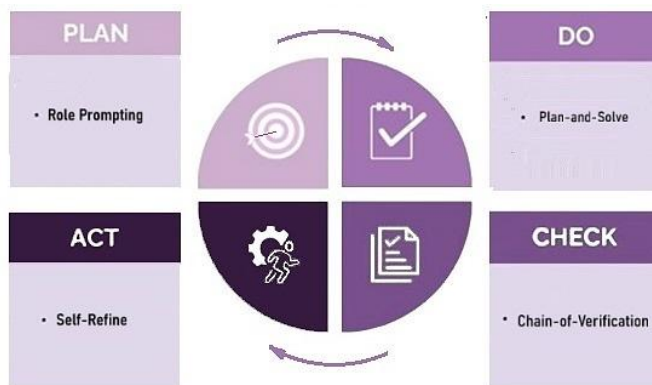 PLAN
• Role Prompting
DO
• Plan-and-Solve
ACT
• Self-Refine
CHECK
• Chain-of-Verification